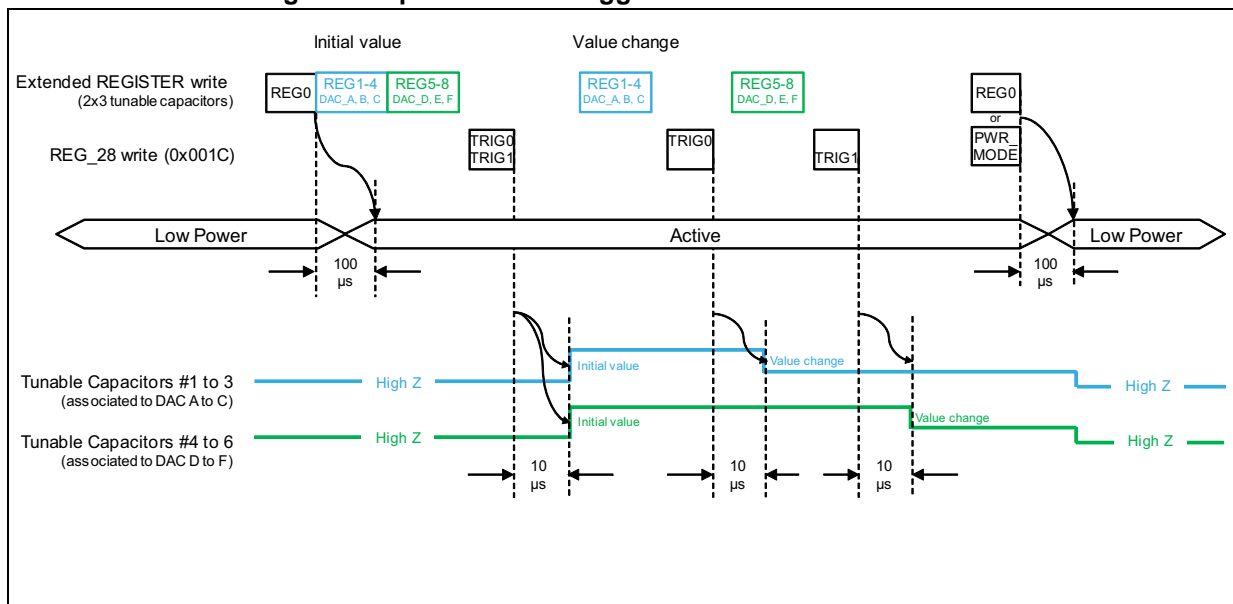 Initial value
Value change
Extended REGISTER write
(2x3 tunable capacitors)
REG0
REG1-4
DAC_A, B, C
REG5-8
DAC_D, E, F
REG1-4
DAC_A, B, C
REG5-8
DAC_D, E, F
REG0
or
REG_28 write (0x001C)
TRIG0
TRIG1
TRIG0
TRIG1
PWR_
MODE
Low Power
Active
Low Power
100
µs
100
µs
Initial value
Value change
Tunable Capacitors #1 to 3
(associated to DAC A to C)
High Z
High Z
Initial value
Value change
Tunable Capacitors #4 to 6
(associated to DAC D to F)
High Z
High Z
10
µs
10
µs
10
µs